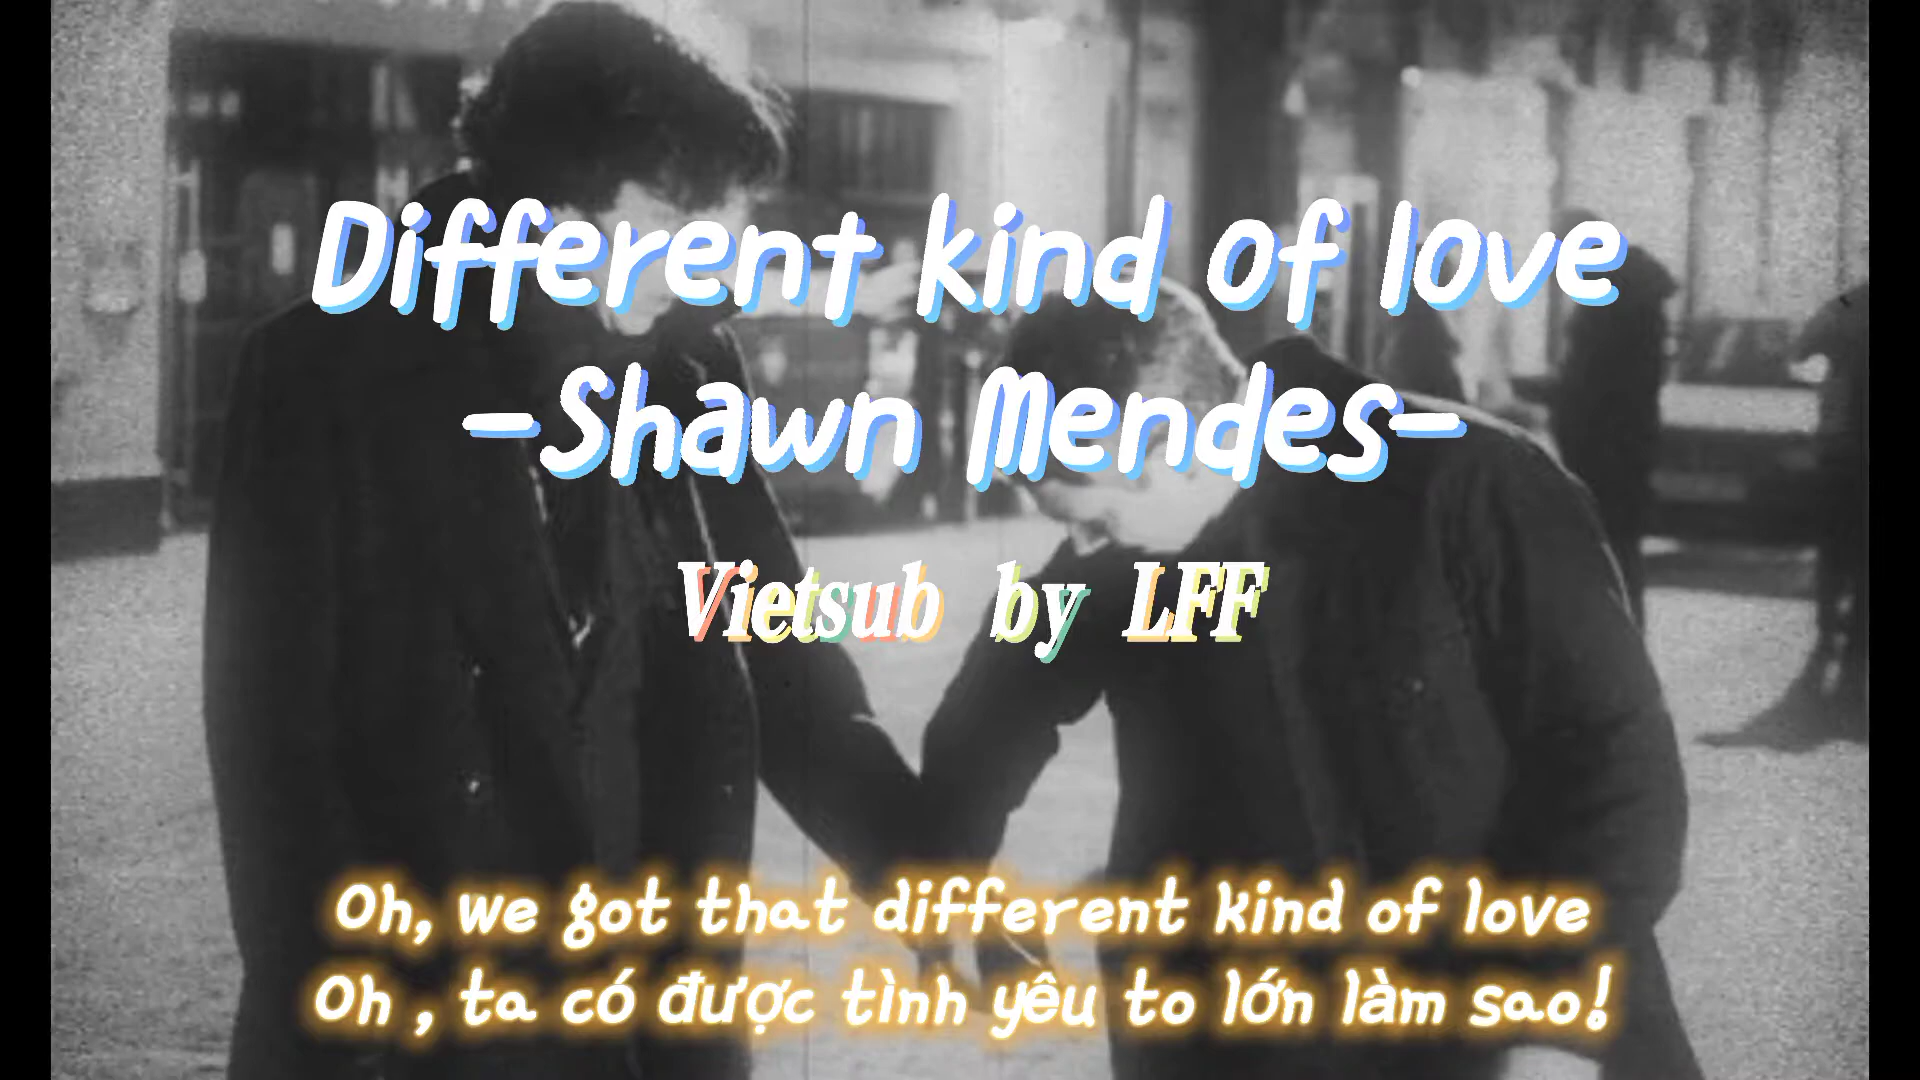 Different kind of love
-Shawn Mendes-
Vietsub by LFF
Oh, we got that different kind of love
Oh , ta có được tình yêu to lớn làm sao!